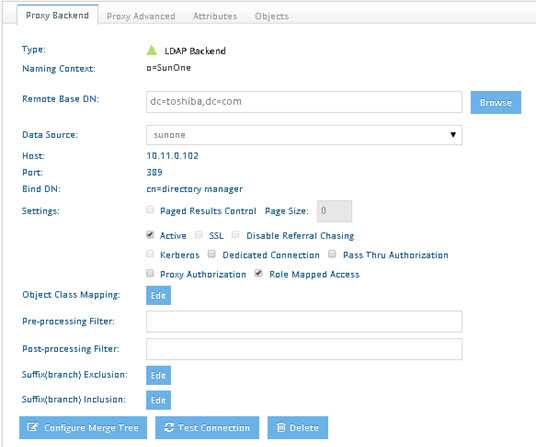 Proxy Backend Proxy Advanced Attributes Objects
Type: LDAP Backend
Naming Context: o=SunOne
Remote Base DN: dc=toshiba,dc=com Browse
Data Source: sunone
Host: 10.11.0.102
Port: 389
Bind DN: cn=directory manager
Settings: Paged Results Control Page Size: 0
Active SSL Disable Referral Chasing
Kerberos Dedicated Connection Pass Thru Authorization
Proxy Authorization Role Mapped Access
Object Class Mapping: Edit
Pre-processing Filter:
Post-processing Filter:
Suffix(branch) Exclusion: Edit
Suffix(branch) Inclusion: Edit
Configure Merge Tree Test Connection Delete